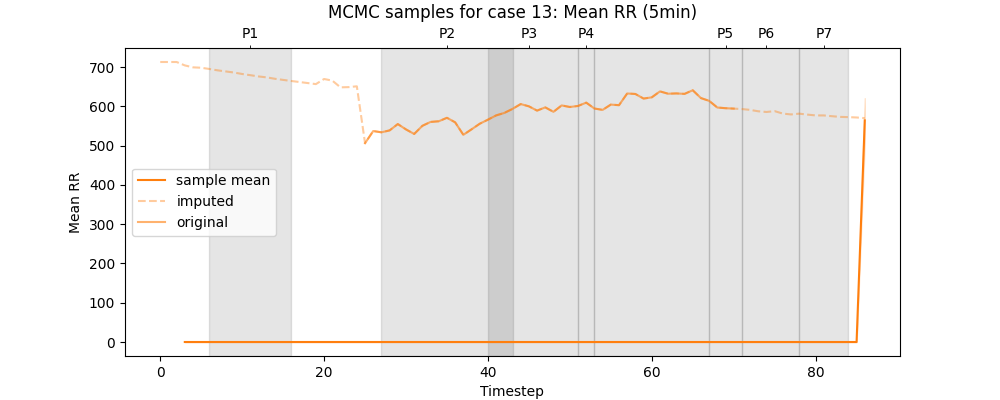 MCMC samples for case 13: Mean RR (5min)
P1 P2 P3 P4 P5 P6 P7
700
600
500
400
300
200
100
0
Mean RR
sample mean
imputed
original
0 20 40 60 80
Timestep